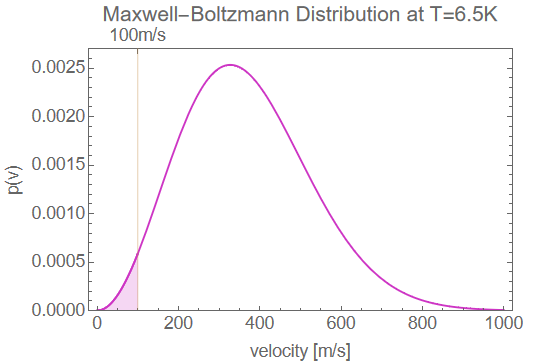 Maxwell–Boltzmann Distribution at T=6.5K
100m/s
0.0025
0.0020
0.0015
0.0010
0.0005
0.0000
p(v)
0 200 400 600 800 1000
velocity [m/s]